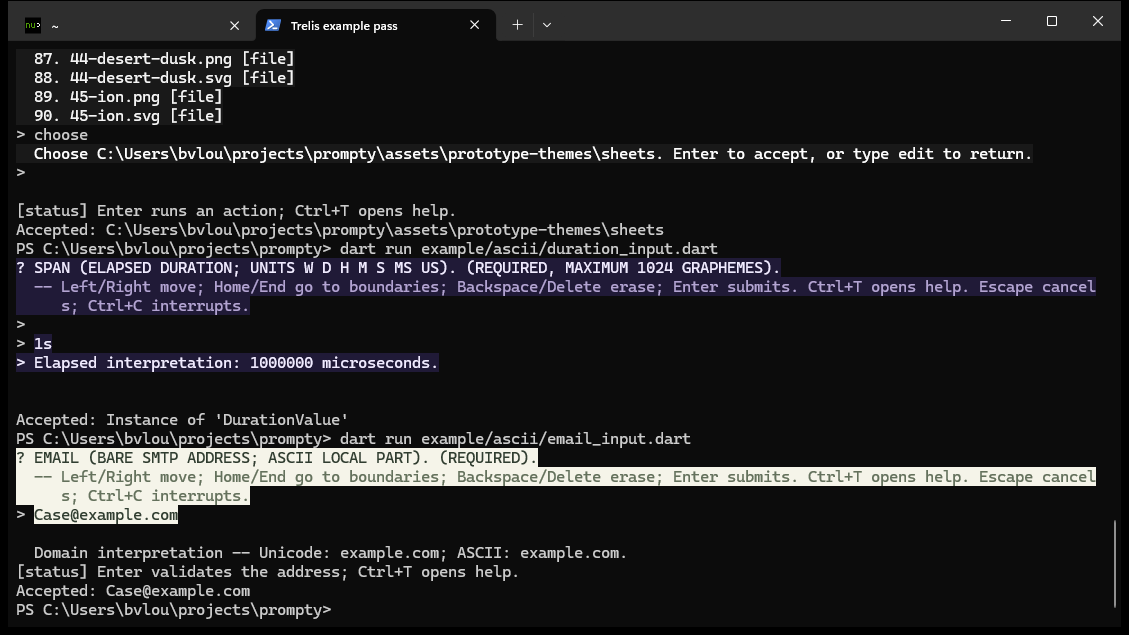 nu> ~
Trelis example pass
87. 44-desert-dusk.png [file]
88. 44-desert-dusk.svg [file]
89. 45-ion.png [file]
90. 45-ion.svg [file]
> choose
Choose C:\Users\bvlou\projects\prompty\assets\prototype-themes\sheets. Enter to accept, or type edit to return.
>
[status] Enter runs an action; Ctrl+T opens help.
Accepted: C:\Users\bvlou\projects\prompty\assets\prototype-themes\sheets
PS C:\Users\bvlou\projects\prompty> dart run example/ascii/duration_input.dart
? SPAN (ELAPSED DURATION; UNITS W D H M S MS US). (REQUIRED, MAXIMUM 1024 GRAPHEMES).
-- Left/Right move; Home/End go to boundaries; Backspace/Delete erase; Enter submits. Ctrl+T opens help. Escape cancel
s; Ctrl+C interrupts.
>
> 1s
> Elapsed interpretation: 1000000 microseconds.
Accepted: Instance of 'DurationValue'
PS C:\Users\bvlou\projects\prompty> dart run example/ascii/email_input.dart
? EMAIL (BARE SMTP ADDRESS; ASCII LOCAL PART). (REQUIRED).
-- Left/Right move; Home/End go to boundaries; Backspace/Delete erase; Enter submits. Ctrl+T opens help. Escape cancel
s; Ctrl+C interrupts.
> Case@example.com
Domain interpretation -- Unicode: example.com; ASCII: example.com.
[status] Enter validates the address; Ctrl+T opens help.
Accepted: Case@example.com
PS C:\Users\bvlou\projects\prompty>